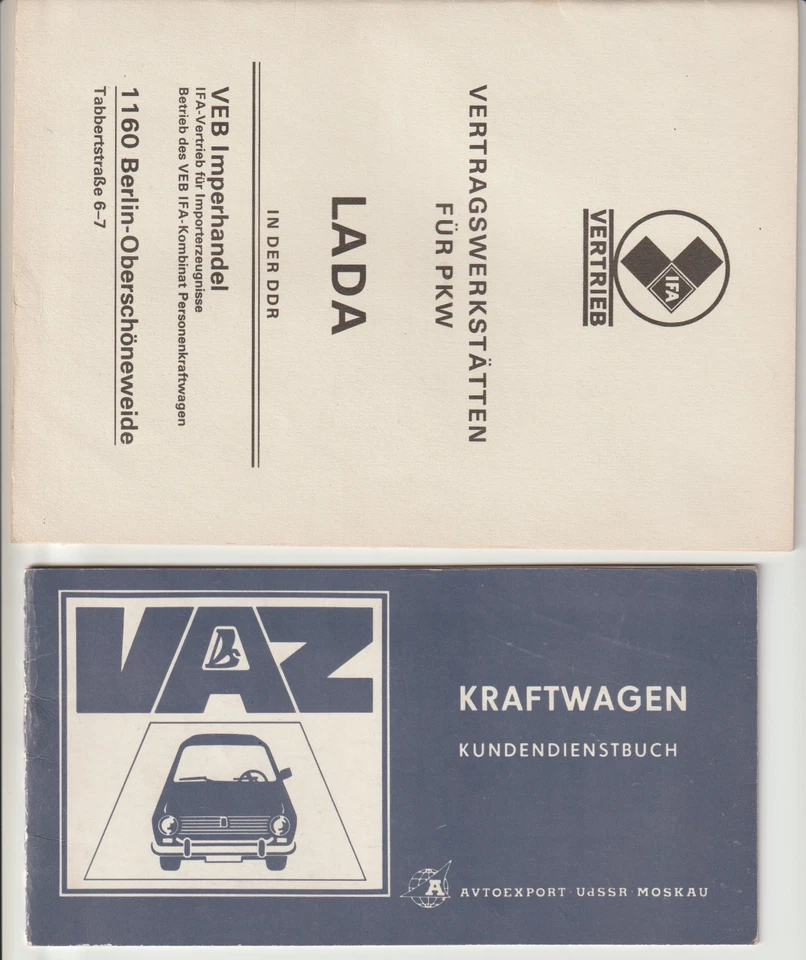 IFA
VERTRIEB
VERTRAGSWERKSTÄTTEN
FÜR PKW
LADA
IN DER DDR
VEB Imperhandel
IFA-Vertrieb für Importerzeugnisse
Betrieb des VEB IFA-Kombinat Personenkraftwagen
1160 Berlin-Oberschöneweide
Tabbertstraße 6–7
VAZ
KRAFTWAGEN
KUNDENDIENSTBUCH
A
AVTOEXPORT · UdSSR · MOSKAU